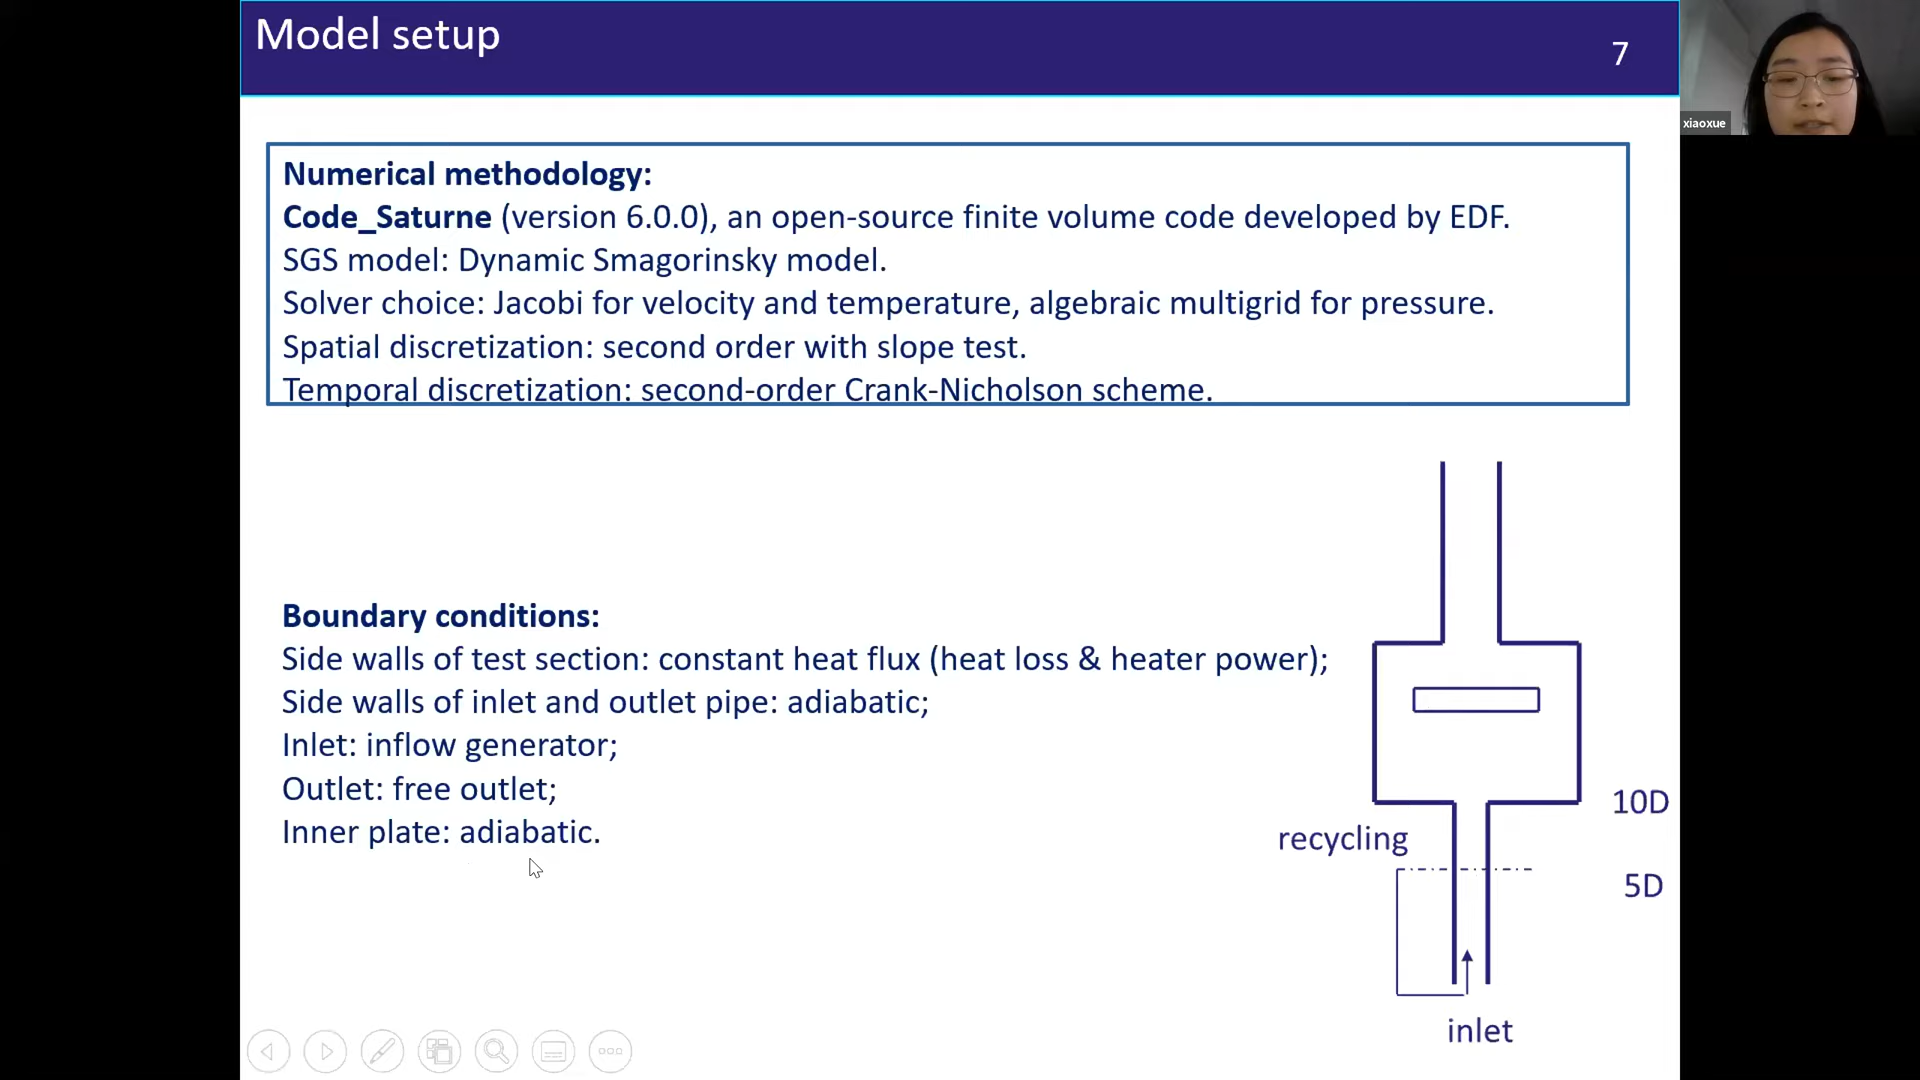 Model setup
7
xiaoxue
Numerical methodology:
Code_Saturne (version 6.0.0), an open-source finite volume code developed by EDF.
SGS model: Dynamic Smagorinsky model.
Solver choice: Jacobi for velocity and temperature, algebraic multigrid for pressure.
Spatial discretization: second order with slope test.
Temporal discretization: second-order Crank-Nicholson scheme.
Boundary conditions:
Side walls of test section: constant heat flux (heat loss & heater power);
Side walls of inlet and outlet pipe: adiabatic;
Inlet: inflow generator;
Outlet: free outlet;
Inner plate: adiabatic.
10D
recycling
5D
inlet